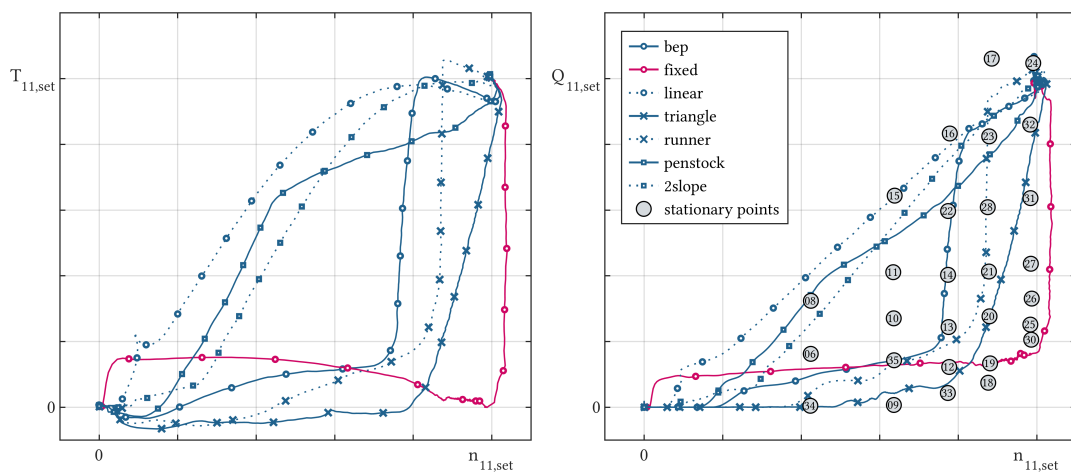 T11,set
0
0
n11,set
Q11,set
bep
fixed
linear
triangle
runner
penstock
2slope
stationary points
17
24
16
23
32
15
22
28
31
11
14
21
27
08
10
13
20
26
25
30
06
35
12
19
18
34
09
33
0
0
n11,set